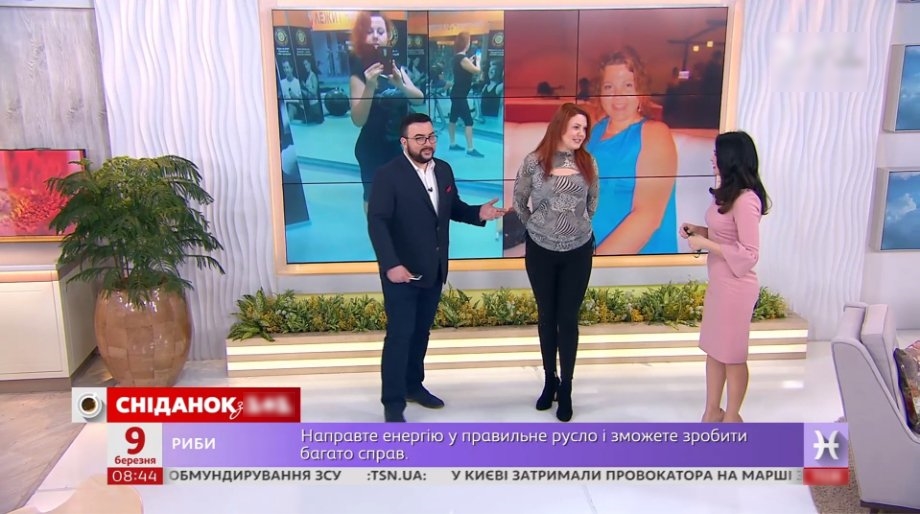 СНІДАНОК З
9
березня
08:44
РИБИ
Направте енергію у правильне русло і зможете зробити
багато справ.
ОБМУНДИРУВАННЯ ЗСУ :TSN.UA: У КИЄВІ ЗАТРИМАЛИ ПРОВОКАТОРА НА МАРШІ